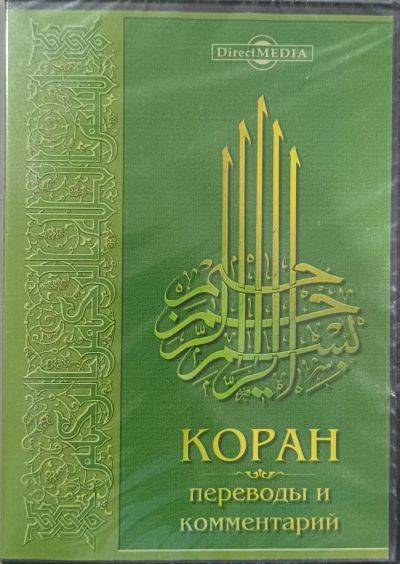 DirectMEDIA
بسم الله الرحمن الرحيم
КОРАН
переводы и
комментарий